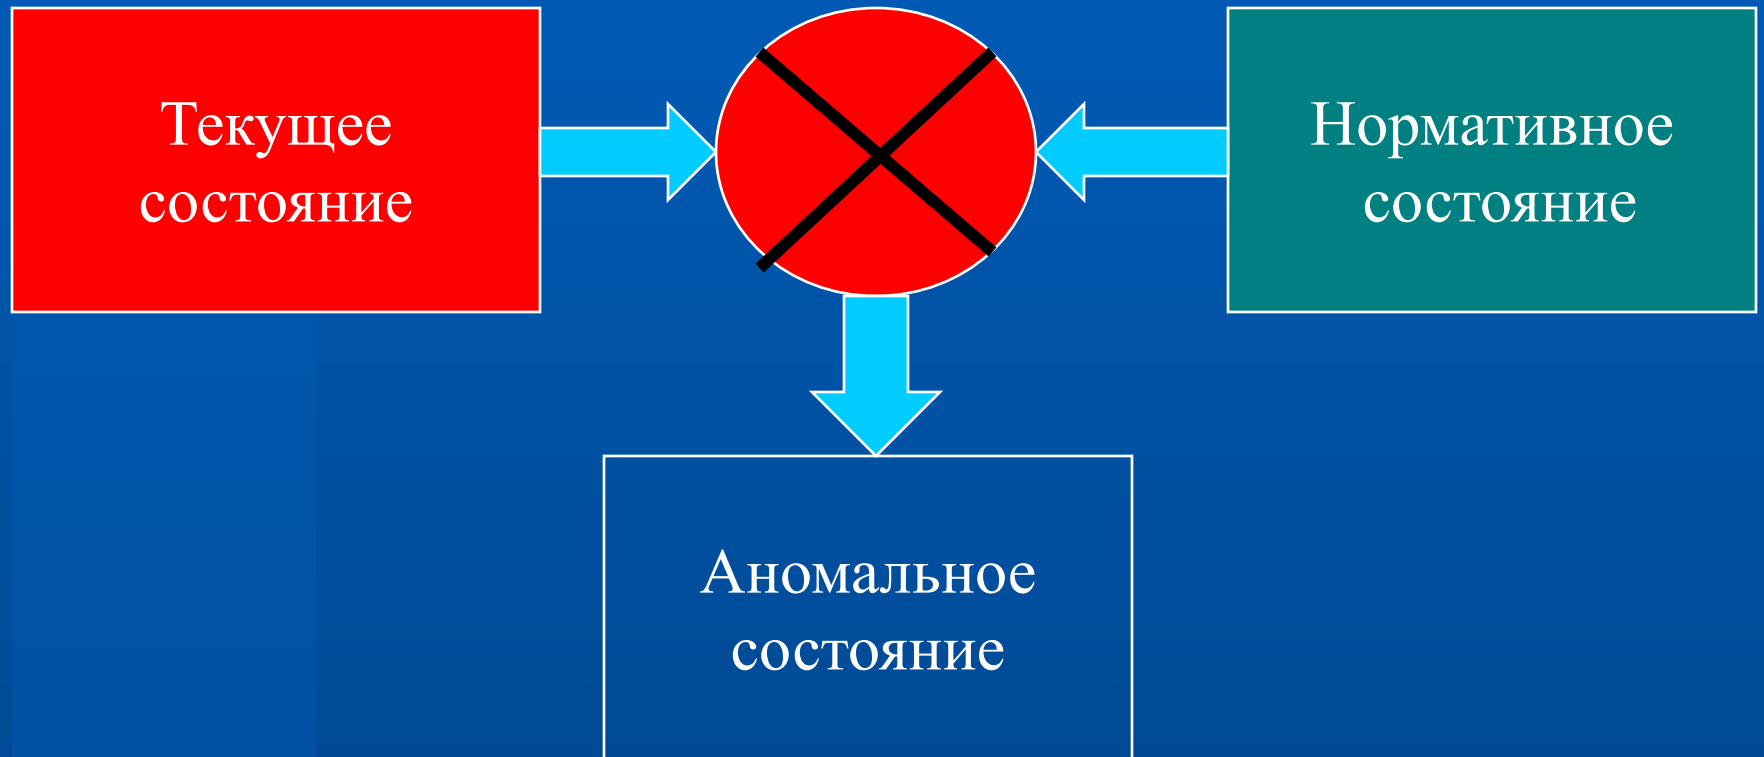 Текущее
состояние
Нормативное
состояние
Аномальное
состояние